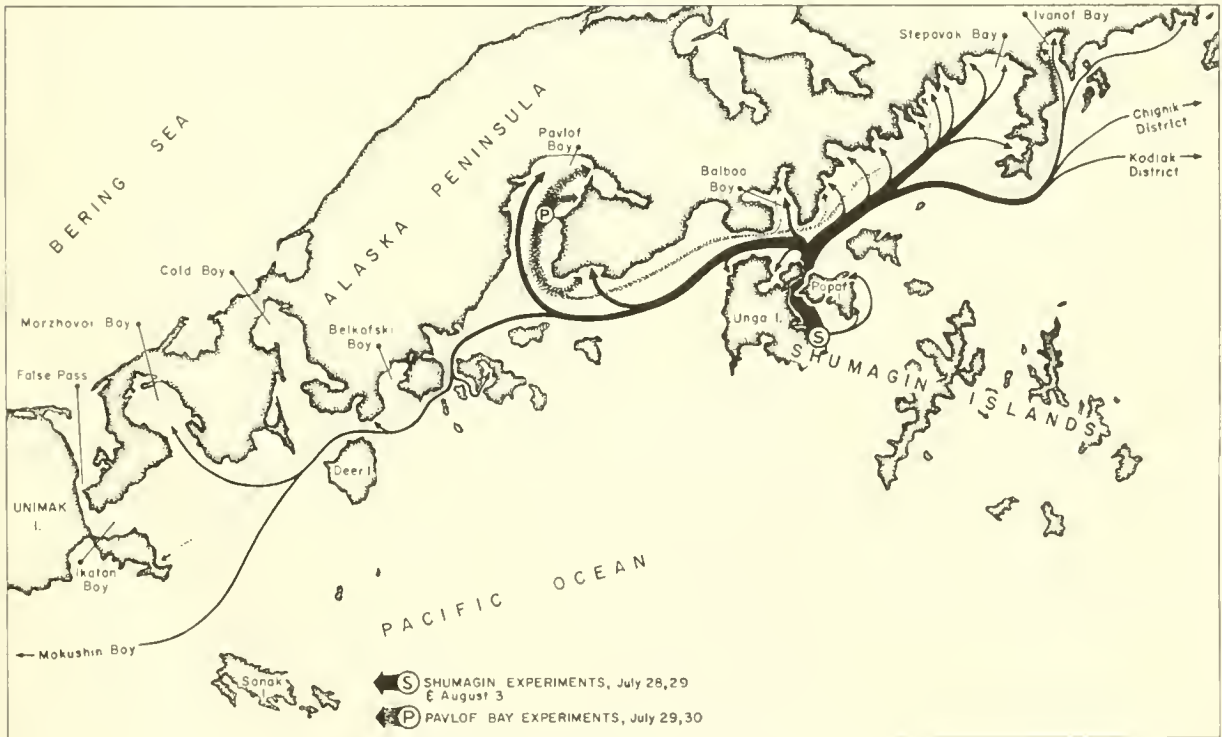 Ivanof Bay
Stepovak Bay
BERING SEA
ALASKA PENINSULA
Pavlof
Bay
Balboa
Bay
Chignik
District
Kodiak
District
P
Cold Bay
Morzhovoi Bay
Belkofski
Bay
False Pass
Popof
I.
Unga I.
S
SHUMAGIN ISLANDS
Deer I.
UNIMAK
I.
Ikatan
Bay
PACIFIC OCEAN
Mokushin Bay
Sanak
I.
S SHUMAGIN EXPERIMENTS, July 28,29
& August 3
P PAVLOF BAY EXPERIMENTS, July 29,30